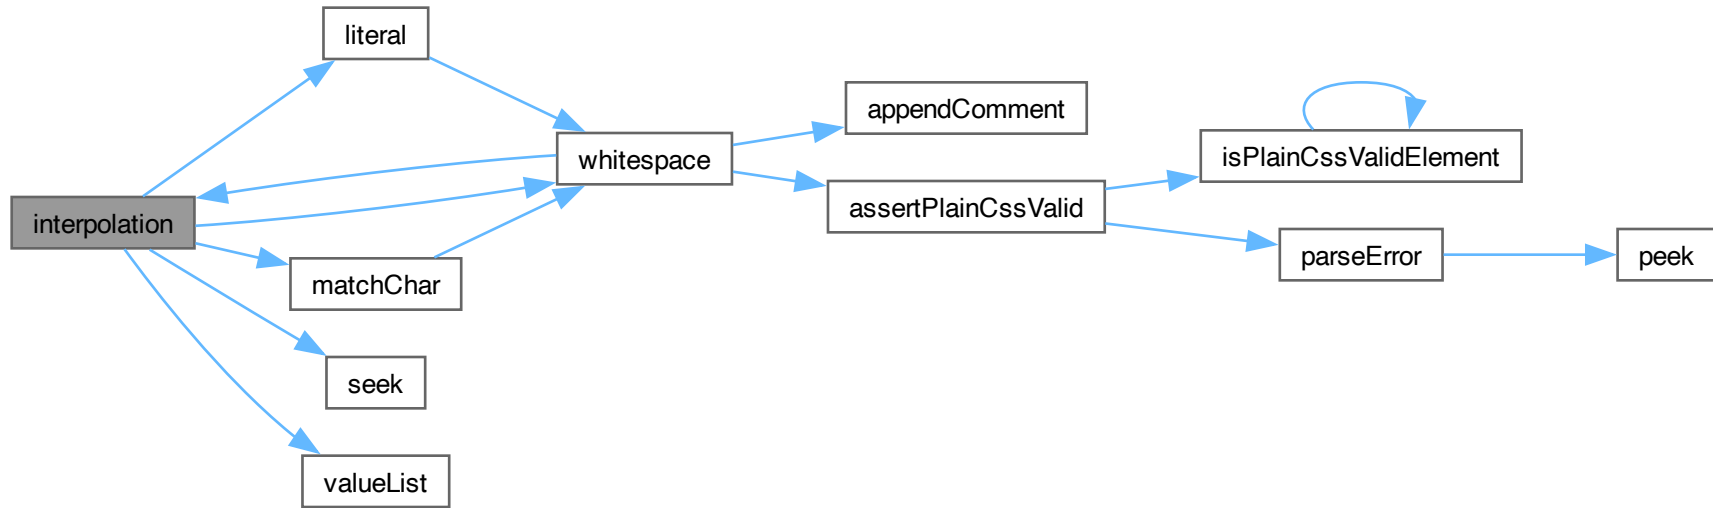 literal
appendComment
whitespace
isPlainCssValidElement
interpolation
assertPlainCssValid
matchChar
parseError
peek
seek
valueList